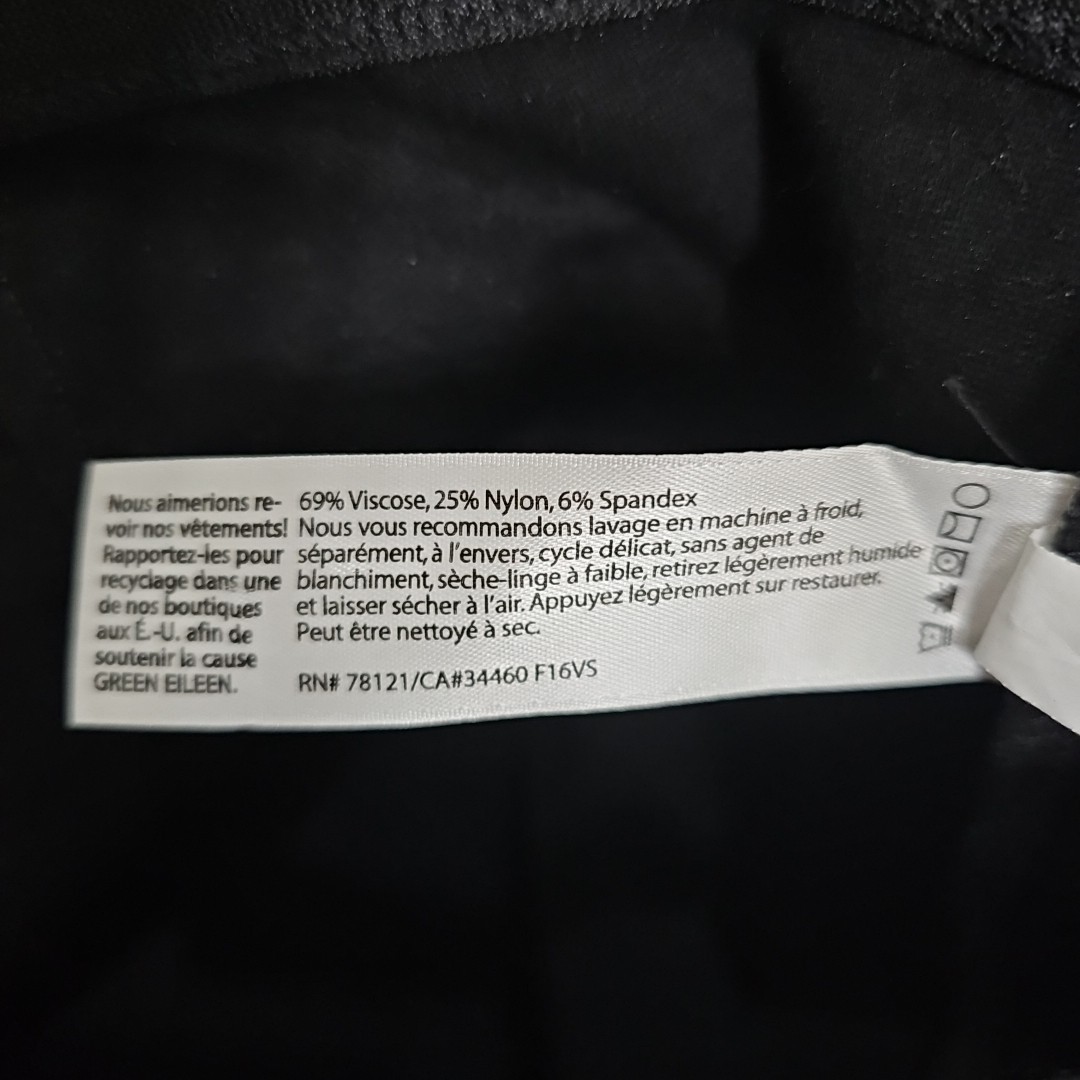 Nous aimerions re-
voir nos vêtements!
Rapportez-les pour
recyclage dans une
de nos boutiques
aux É.-U. afin de
soutenir la cause
GREEN EILEEN.
69% Viscose, 25% Nylon, 6% Spandex
Nous vous recommandons lavage en machine à froid,
séparément, à l'envers, cycle délicat, sans agent de
blanchiment, sèche-linge à faible, retirez légèrement humide
et laisser sécher à l'air. Appuyez légèrement sur restaurer.
Peut être nettoyé à sec.
RN# 78121/CA#34460 F16VS